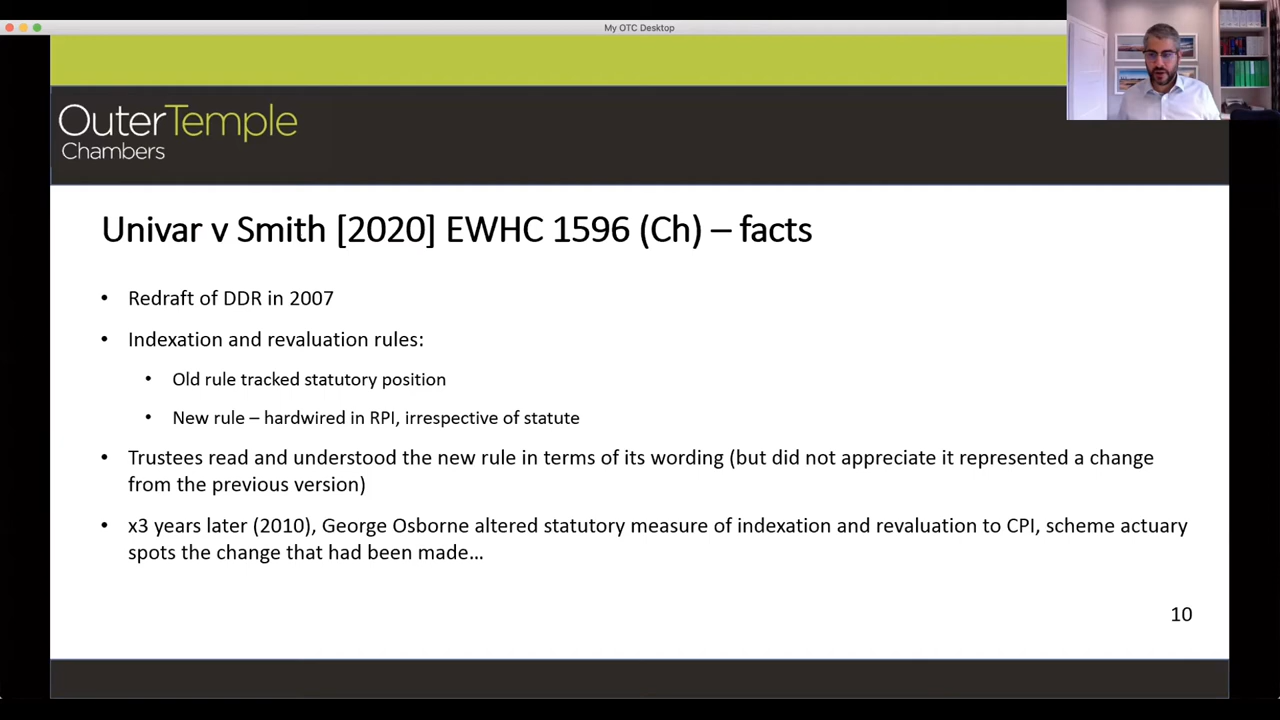 My OTC Desktop
OuterTemple
Chambers
Univar v Smith [2020] EWHC 1596 (Ch) – facts
• Redraft of DDR in 2007
• Indexation and revaluation rules:
• Old rule tracked statutory position
• New rule – hardwired in RPI, irrespective of statute
• Trustees read and understood the new rule in terms of its wording (but did not appreciate it represented a change
from the previous version)
• x3 years later (2010), George Osborne altered statutory measure of indexation and revaluation to CPI, scheme actuary
spots the change that had been made…
10